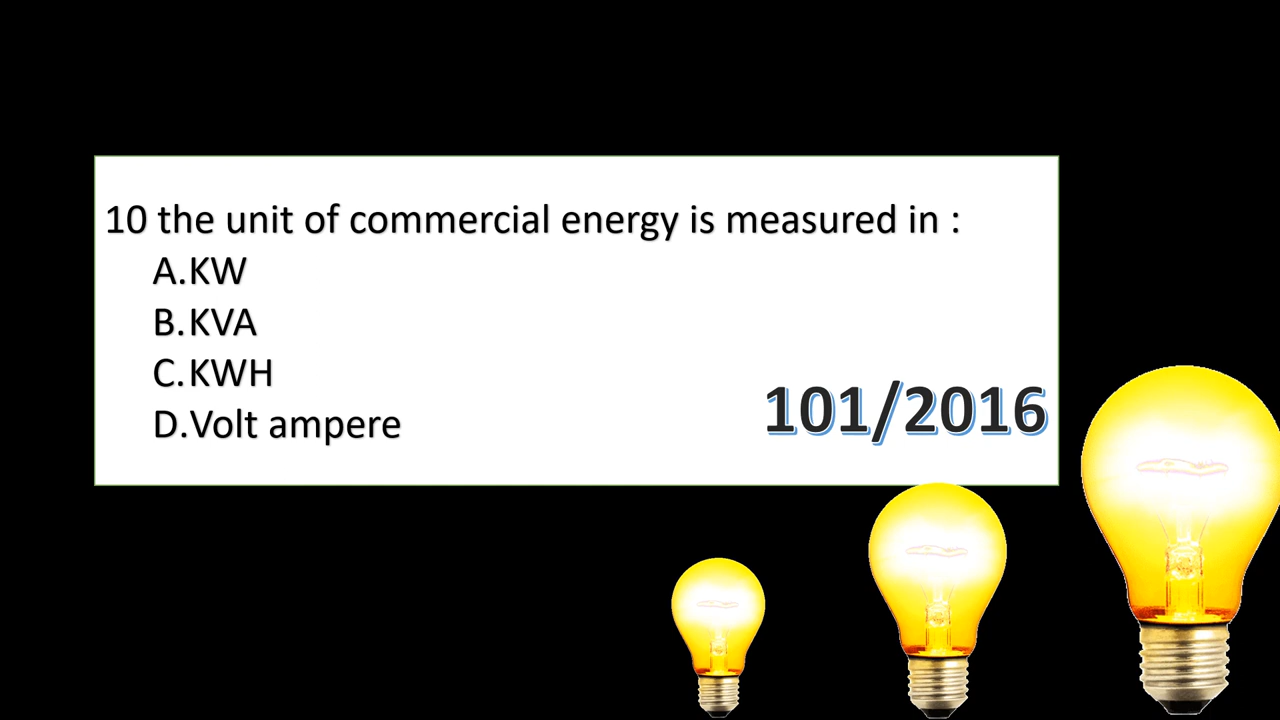 10 the unit of commercial energy is measured in :
A.KW
B.KVA
C.KWH
D.Volt ampere
101/2016